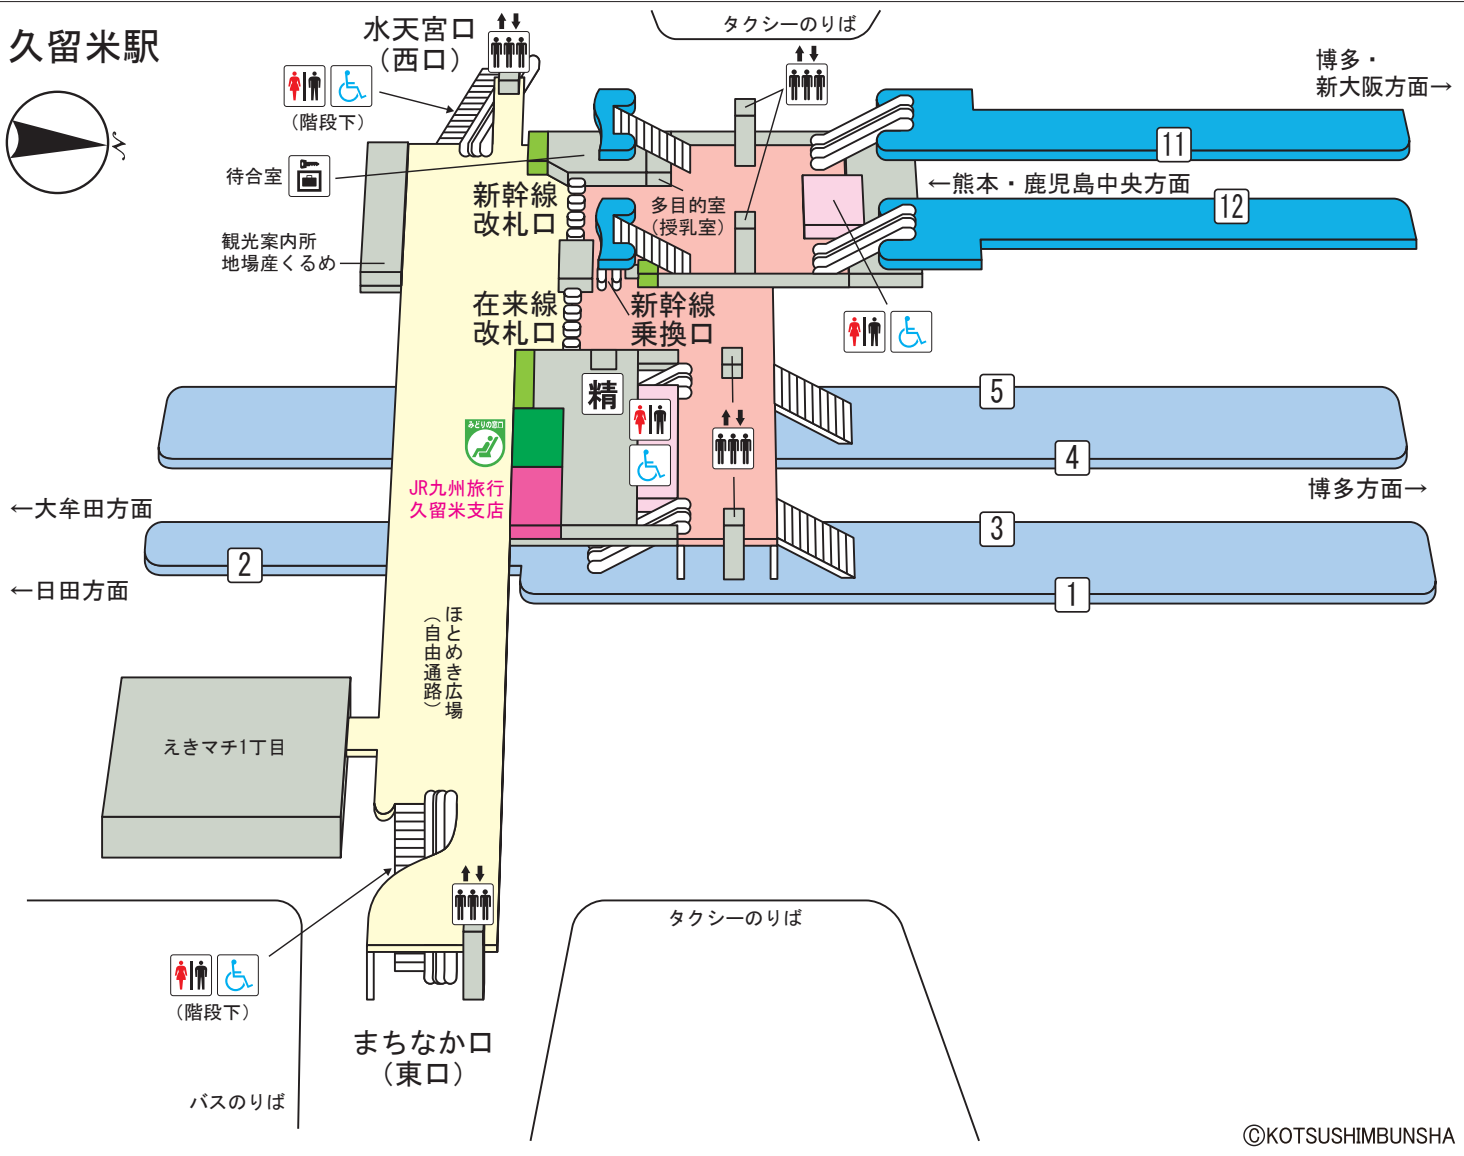 久留米駅
水天宮口
（西口）
タクシーのりば
博多・
新大阪方面→
（階段下）
11
待合室
←熊本・鹿児島中央方面
新幹線
改札口
多目的室
（授乳室）
12
観光案内所
地場産くるめ
在来線
改札口
新幹線
乗換口
精
5
みどりの窓口
4
JR九州旅行
久留米支店
博多方面→
←大牟田方面
3
2
←日田方面
1
ほとめき広場
（自由通路）
えきマチ1丁目
タクシーのりば
（階段下）
まちなか口
（東口）
バスのりば
©KOTSUSHIMBUNSHA